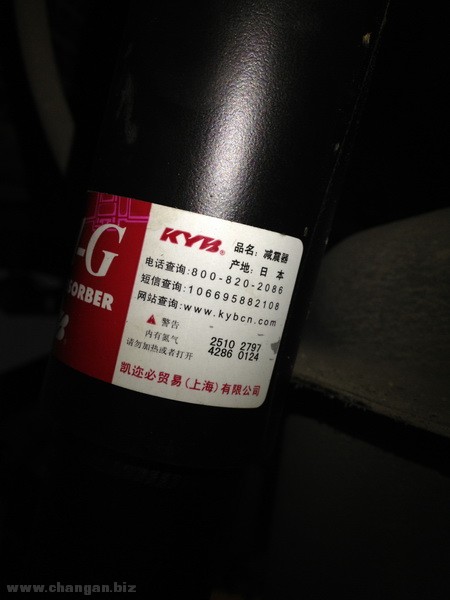 -G
SORBER
KYB®
品名：减震器
产地：日本
电话查询:800-820-2086
短信查询:106695882108
网站查询:www.kybcn.com
警告
内有氮气
请勿加热或者打开
2510 2797
4286 0124
凯迩必贸易(上海)有限公司
www.changan.biz